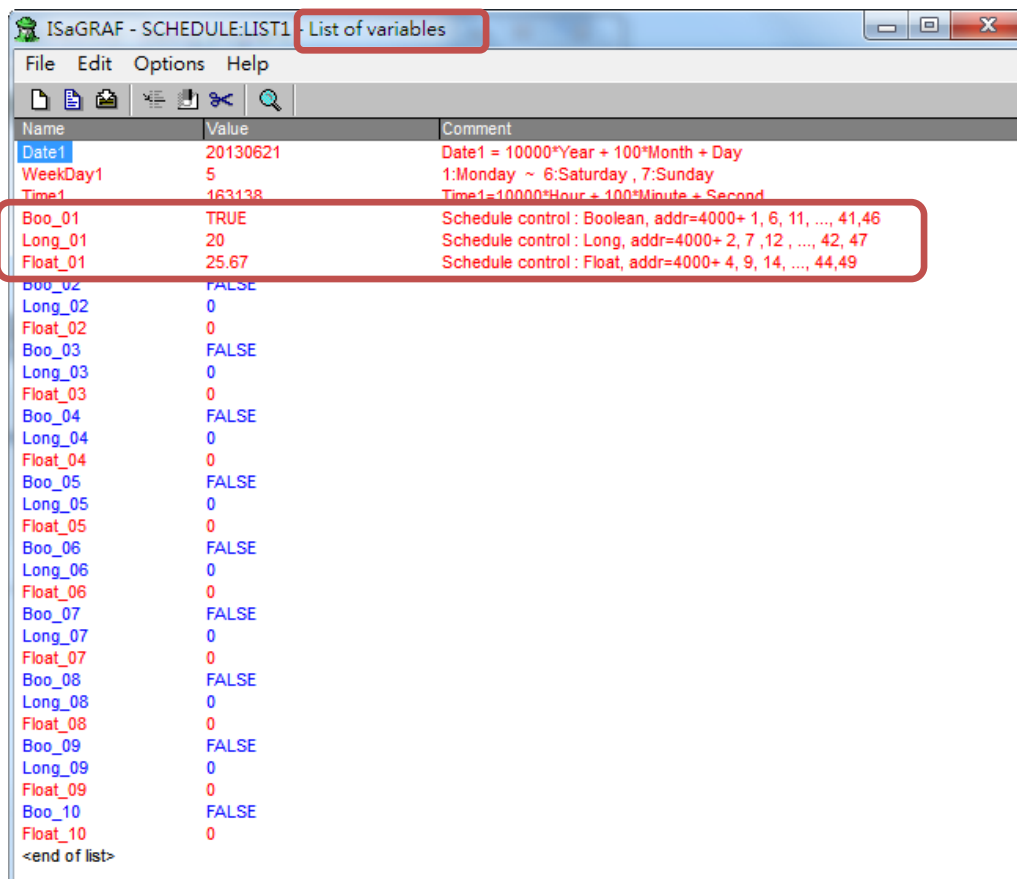 ISaGRAF - SCHEDULE:LIST1 - List of variables
File Edit Options Help
Name Value Comment
Date1 20130621 Date1 = 10000*Year + 100*Month + Day
WeekDay1 5 1:Monday ~ 6:Saturday , 7:Sunday
Time1 163138 Time1=10000*Hour + 100*Minute + Second
Boo_01 TRUE Schedule control : Boolean, addr=4000+ 1, 6, 11, ..., 41,46
Long_01 20 Schedule control : Long, addr=4000+ 2, 7 ,12 , ..., 42, 47
Float_01 25.67 Schedule control : Float, addr=4000+ 4, 9, 14, ..., 44,49
Boo_02 FALSE
Long_02 0
Float_02 0
Boo_03 FALSE
Long_03 0
Float_03 0
Boo_04 FALSE
Long_04 0
Float_04 0
Boo_05 FALSE
Long_05 0
Float_05 0
Boo_06 FALSE
Long_06 0
Float_06 0
Boo_07 FALSE
Long_07 0
Float_07 0
Boo_08 FALSE
Long_08 0
Float_08 0
Boo_09 FALSE
Long_09 0
Float_09 0
Boo_10 FALSE
Float_10 0
<end of list>